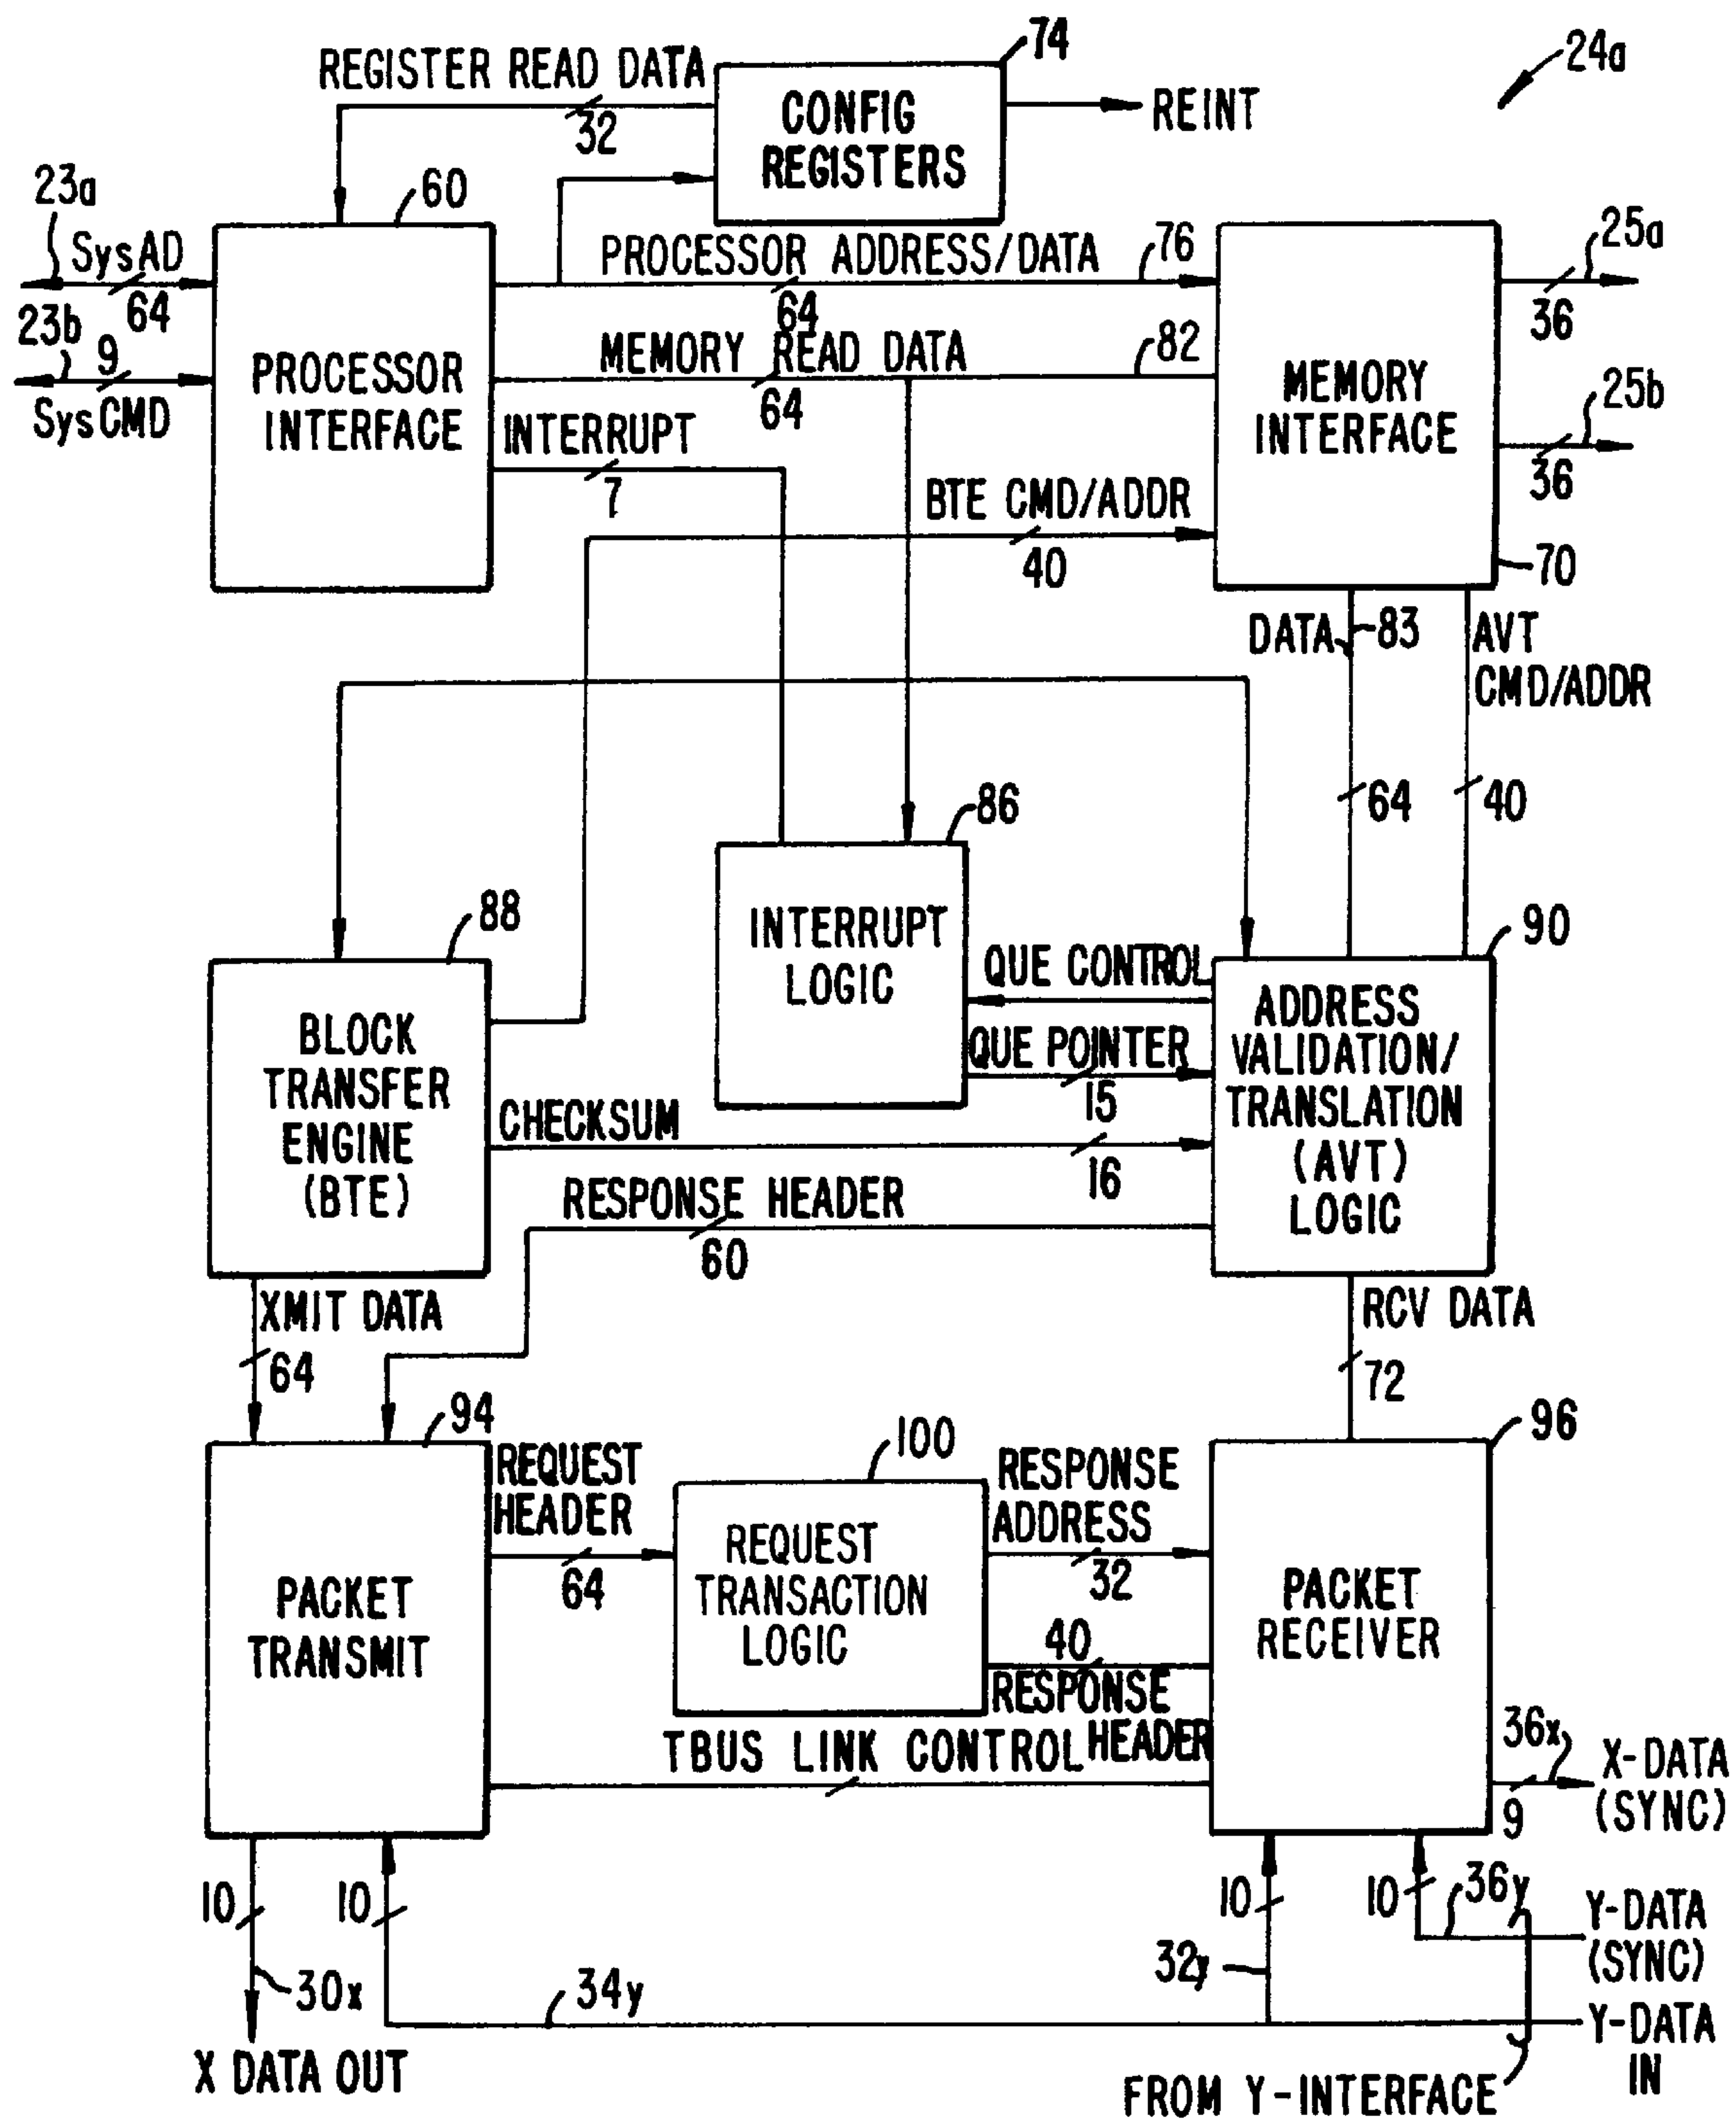 74
24a
REGISTER READ DATA
32
CONFIG
REGISTERS
REINT
23a
60
SysAD
64
23b
9
SysCMD
PROCESSOR
INTERFACE
PROCESSOR ADDRESS/DATA
76
64
MEMORY READ DATA
82
64
INTERRUPT
7
BTE CMD/ADDR
40
MEMORY
INTERFACE
25a
36
25b
36
70
DATA
83
AVT
CMD/ADDR
64
40
86
INTERRUPT
LOGIC
88
BLOCK
TRANSFER
ENGINE
(BTE)
90
QUE CONTROL
QUE POINTER
15
ADDRESS
VALIDATION/
TRANSLATION
(AVT)
LOGIC
CHECKSUM
16
RESPONSE HEADER
60
XMIT DATA
64
RCV DATA
72
94
PACKET
TRANSMIT
REQUEST
HEADER
64
100
REQUEST
TRANSACTION
LOGIC
RESPONSE
ADDRESS
32
40
RESPONSE
HEADER
96
PACKET
RECEIVER
TBUS LINK CONTROL
36x
X-DATA
(SYNC)
9
10
10
10
10
36y
Y-DATA
(SYNC)
32y
30x
34y
Y-DATA
IN
X DATA OUT
FROM Y-INTERFACE